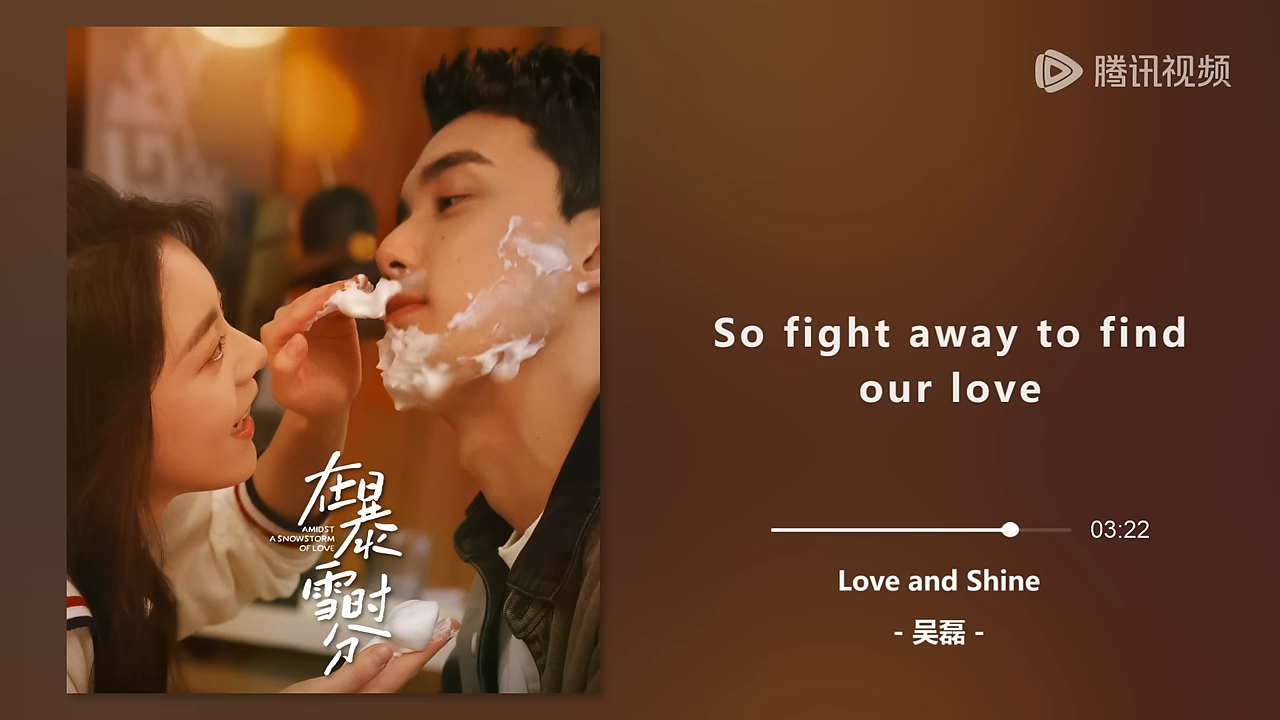 腾讯视频
So fight away to find
our love
03:22
Love and Shine
- 吴磊 -
在暴
AMIDST
A SNOWSTORM
OF LOVE
雪时
分